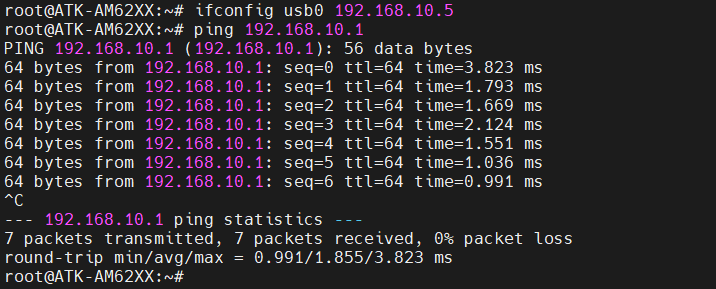 root@ATK-AM62XX:~# ifconfig usb0 192.168.10.5
root@ATK-AM62XX:~# ping 192.168.10.1
PING 192.168.10.1 (192.168.10.1): 56 data bytes
64 bytes from 192.168.10.1: seq=0 ttl=64 time=3.823 ms
64 bytes from 192.168.10.1: seq=1 ttl=64 time=1.793 ms
64 bytes from 192.168.10.1: seq=2 ttl=64 time=1.669 ms
64 bytes from 192.168.10.1: seq=3 ttl=64 time=2.124 ms
64 bytes from 192.168.10.1: seq=4 ttl=64 time=1.551 ms
64 bytes from 192.168.10.1: seq=5 ttl=64 time=1.036 ms
64 bytes from 192.168.10.1: seq=6 ttl=64 time=0.991 ms
^C
--- 192.168.10.1 ping statistics ---
7 packets transmitted, 7 packets received, 0% packet loss
round-trip min/avg/max = 0.991/1.855/3.823 ms
root@ATK-AM62XX:~#